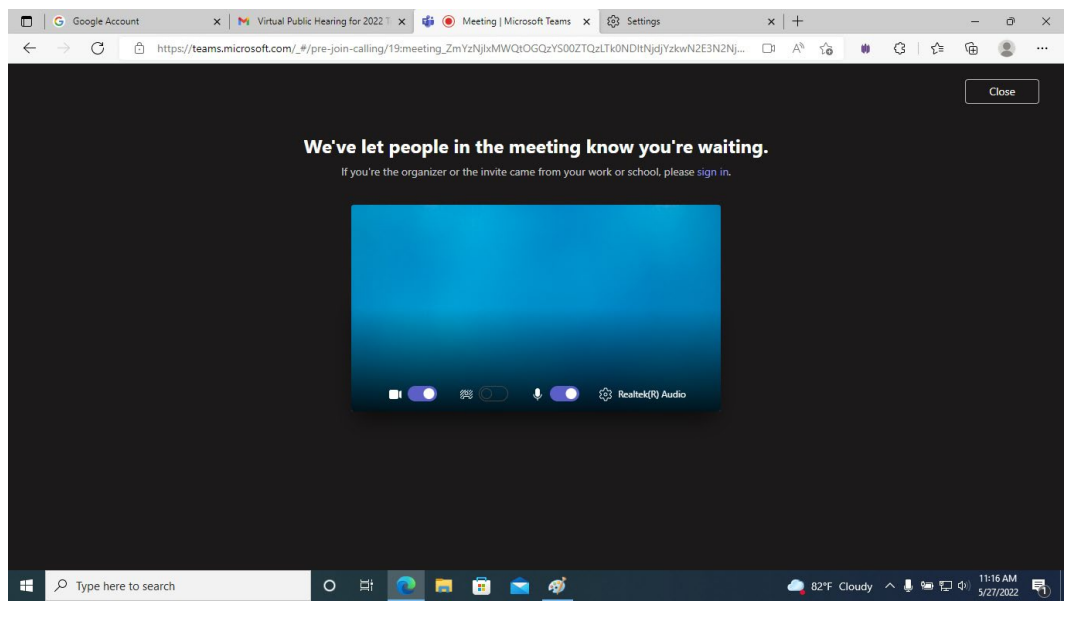 Google Account
Virtual Public Hearing for 2022
Meeting | Microsoft Teams
Settings
https://teams.microsoft.com/_#/pre-join-calling/19:meeting_ZmYzNjIxMWQtOGQzYS00ZTQzLTk0NDItNjdjYzkwN2E3N2Nj...
Close
We've let people in the meeting know you're waiting.
If you're the organizer or the invite came from your work or school, please sign in.
Realtek(R) Audio
Type here to search
82°F Cloudy
11:16 AM
5/27/2022
1